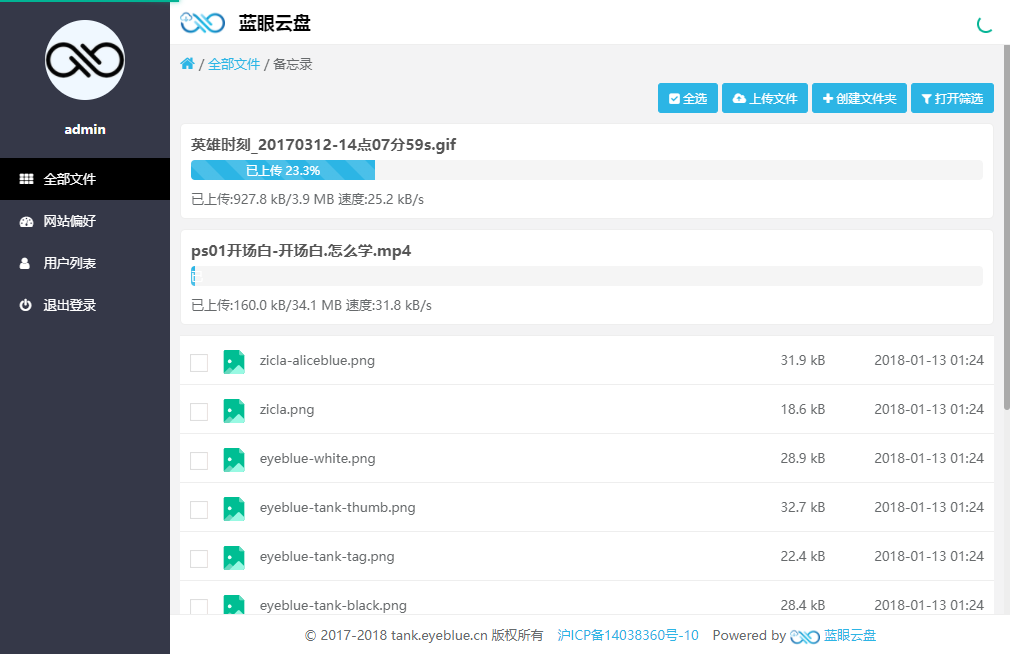 蓝眼云盘
admin
全部文件
网站偏好
用户列表
退出登录
/ 全部文件 / 备忘录
全选 上传文件 创建文件夹 打开筛选
英雄时刻_20170312-14点07分59s.gif
已上传 23.3%
已上传:927.8 kB/3.9 MB 速度:25.2 kB/s
ps01开场白-开场白.怎么学.mp4
已上传:160.0 kB/34.1 MB 速度:31.8 kB/s
zicla-aliceblue.png 31.9 kB 2018-01-13 01:24
zicla.png 18.6 kB 2018-01-13 01:24
eyeblue-white.png 28.9 kB 2018-01-13 01:24
eyeblue-tank-thumb.png 32.7 kB 2018-01-13 01:24
eyeblue-tank-tag.png 22.4 kB 2018-01-13 01:24
eyeblue-tank-black.png 28.4 kB 2018-01-13 01:24
© 2017-2018 tank.eyeblue.cn 版权所有 沪ICP备14038360号-10 Powered by 蓝眼云盘